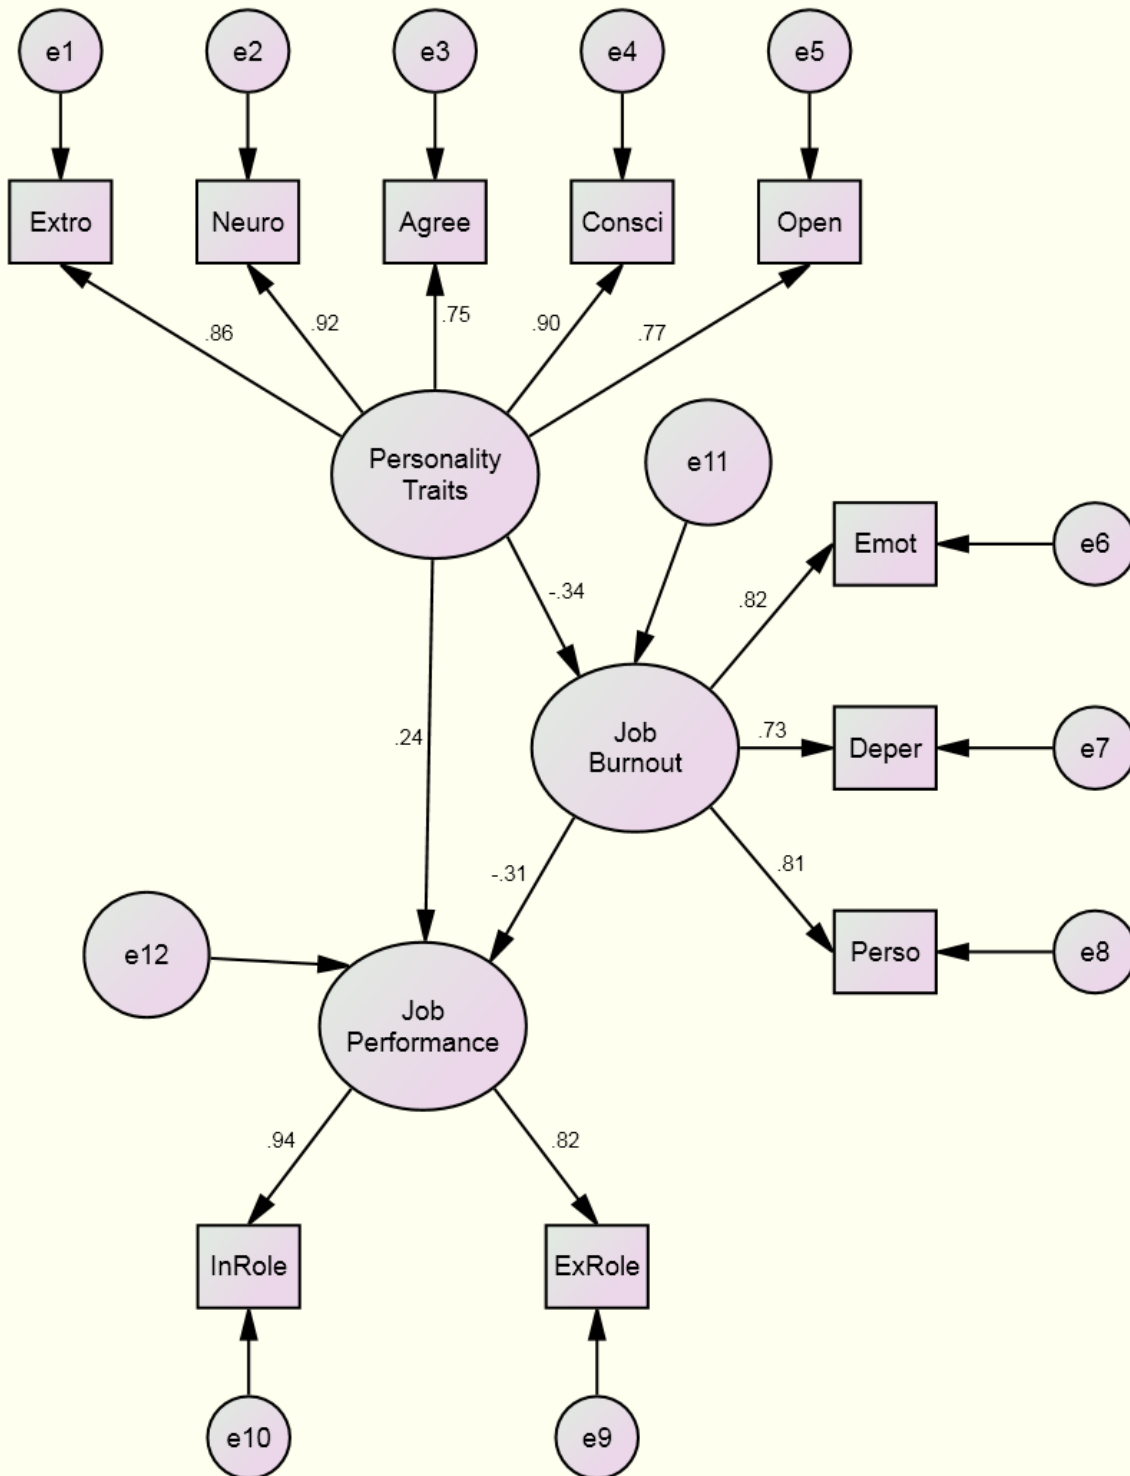 e1
e2
e3
e4
e5
Extro
Neuro
Agree
Consci
Open
.86
.92
.75
.90
.77
Personality
Traits
e11
Emot
e6
-.34
.82
.24
Job
Burnout
.73
Deper
e7
-.31
.81
e12
Perso
e8
Job
Performance
.94
.82
InRole
ExRole
e10
e9